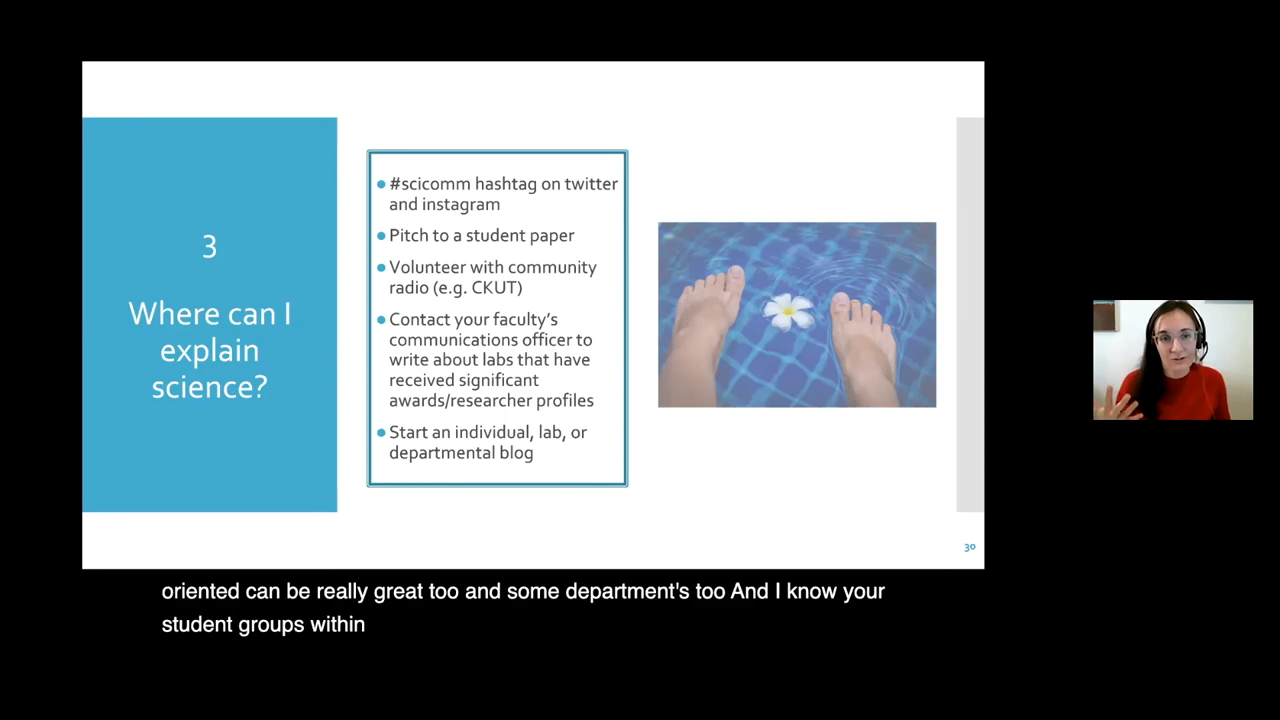 3
Where can I
explain
science?
#scicomm hashtag on twitter
and instagram
Pitch to a student paper
Volunteer with community
radio (e.g. CKUT)
Contact your faculty's
communications officer to
write about labs that have
received significant
awards/researcher profiles
Start an individual, lab, or
departmental blog
30
oriented can be really great too and some department's too And I know your
student groups within